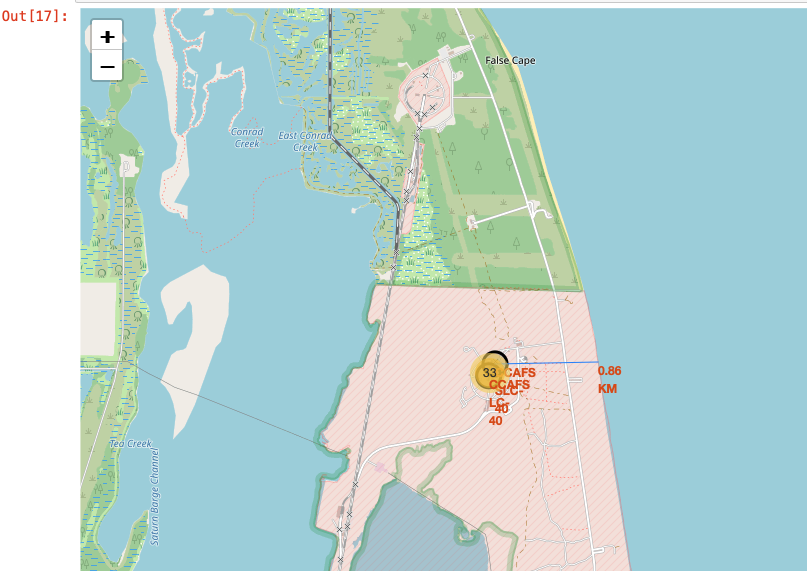 Out[17]:
+
−
False Cape
Conrad
Creek
East Conrad
Creek
33
CAFS
CCAFS
SLC-
LC-
40
40
0.86
KM
Tea Creek
Saturn Barge Channel